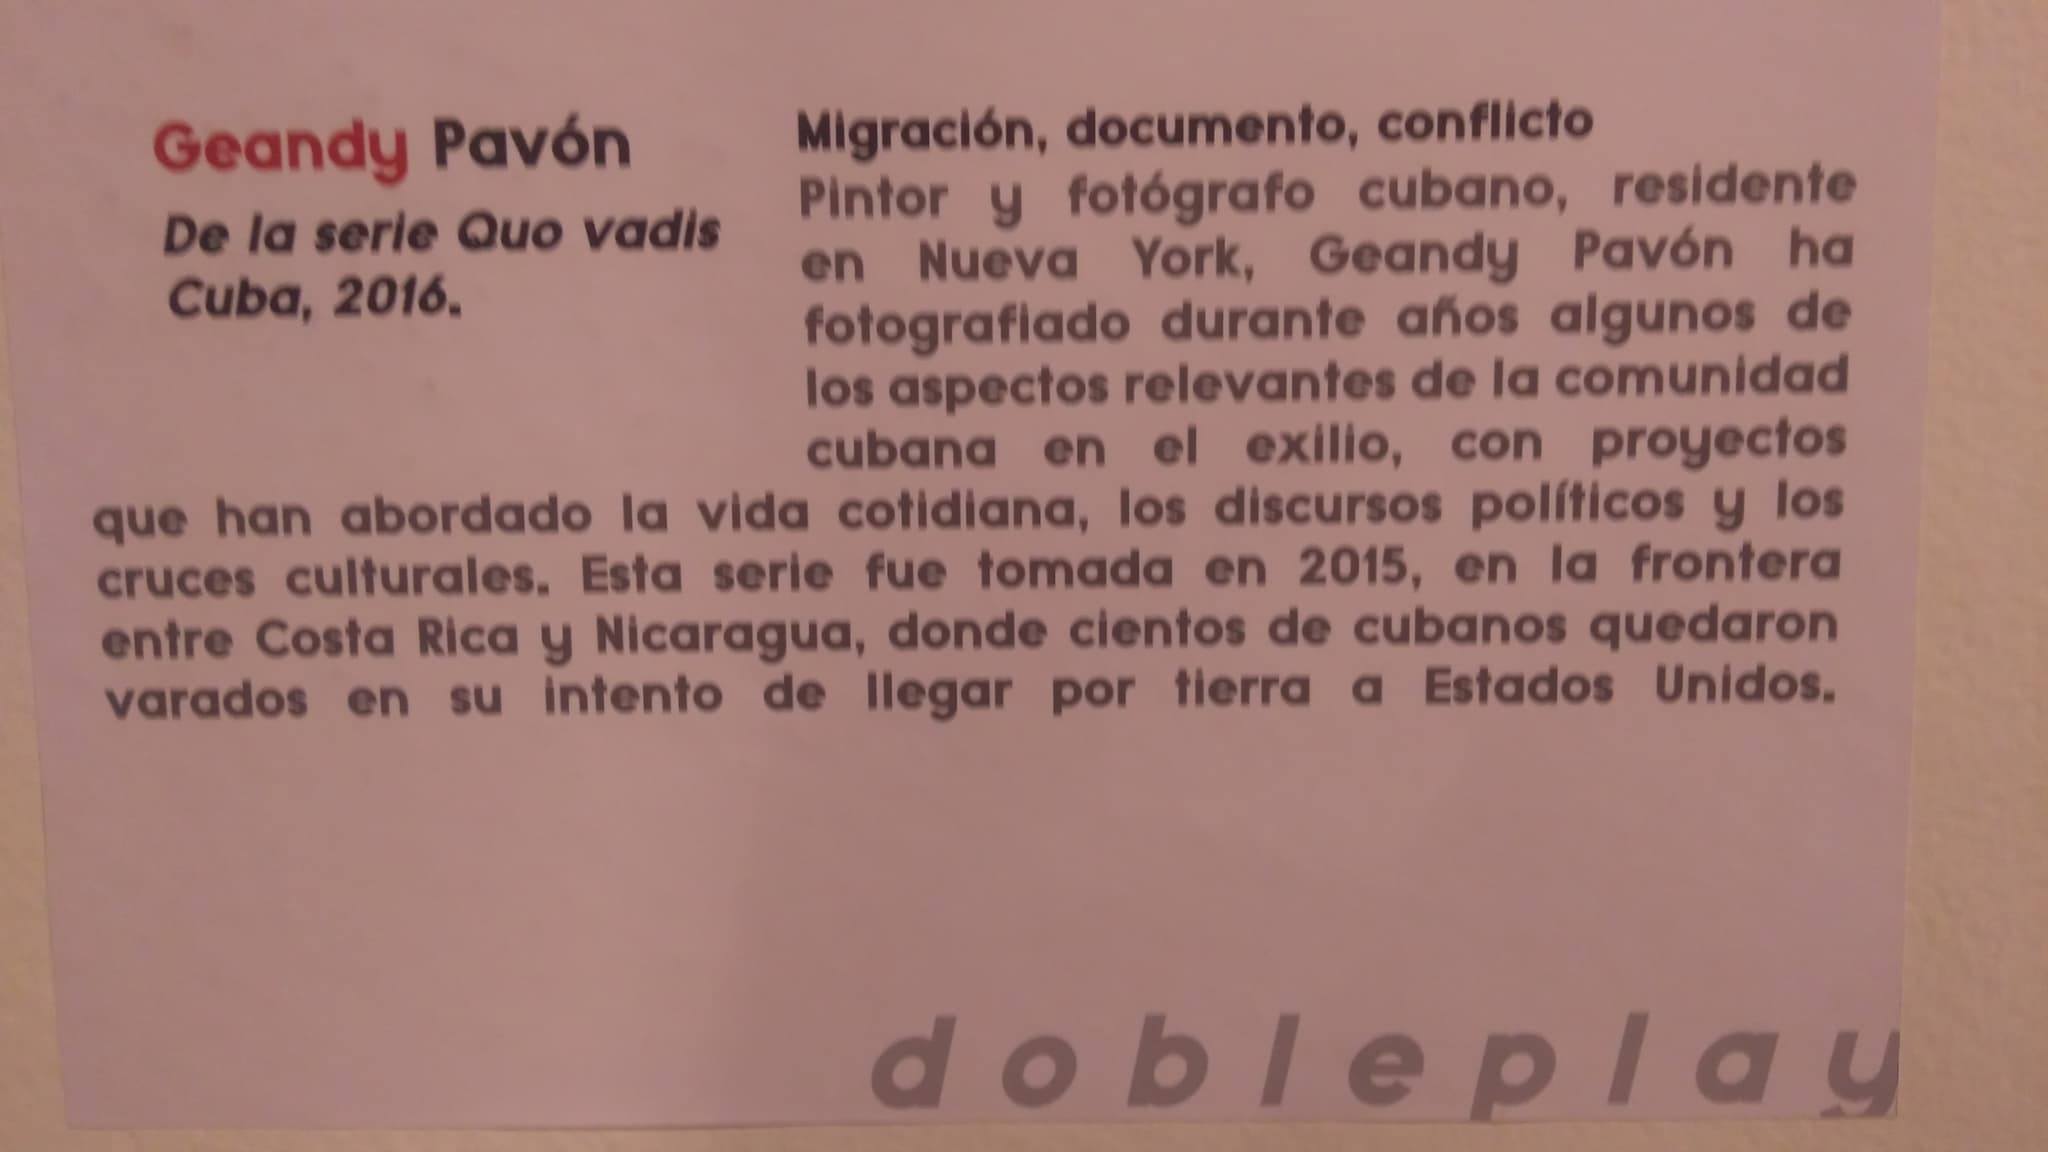 Geandy Pavón
De la serie Quo vadis
Cuba, 2016.
Migración, documento, conflicto
Pintor y fotógrafo cubano, residente
en Nueva York, Geandy Pavón ha
fotografiado durante años algunos de
los aspectos relevantes de la comunidad
cubana en el exilio, con proyectos
que han abordado la vida cotidiana, los discursos políticos y los
cruces culturales. Esta serie fue tomada en 2015, en la frontera
entre Costa Rica y Nicaragua, donde cientos de cubanos quedaron
varados en su intento de llegar por tierra a Estados Unidos.
dobleplay